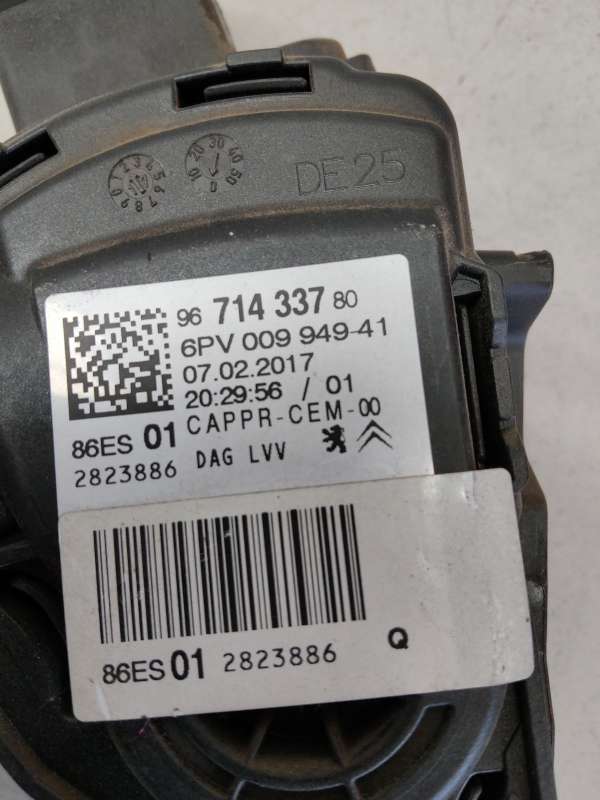 DE25
96 714 337 80
6PV 009 949-41
07.02.2017
20:29:56 / 01
86ES 01 CAPPR-CEM-00
2823886 DAG LVV
86ES 01 2823886 Q